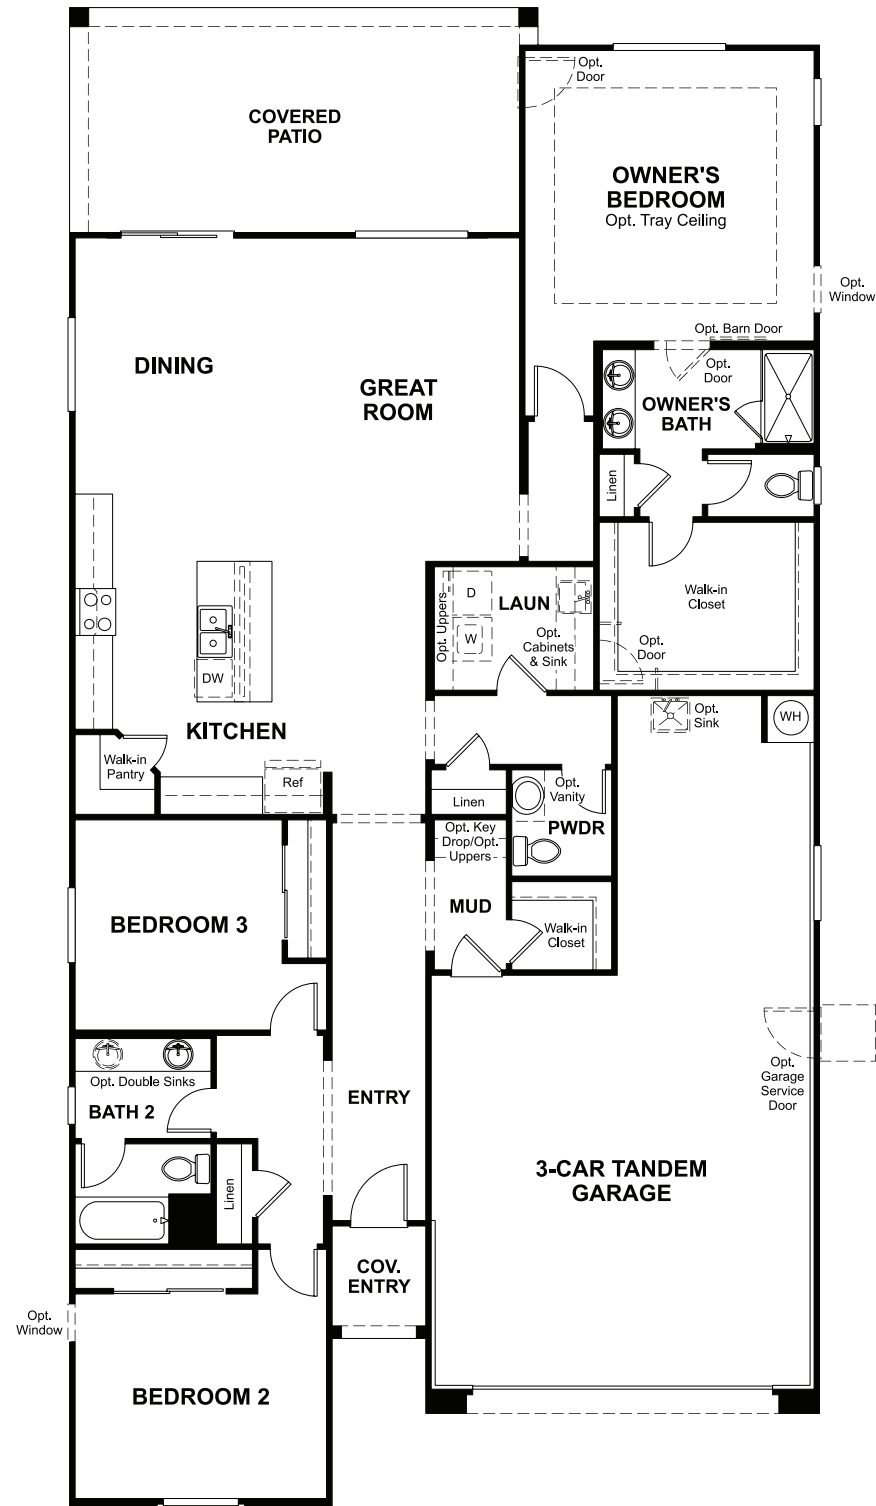 Opt.
Door
COVERED
PATIO
OWNER'S
BEDROOM
Opt. Tray Ceiling
Opt.
Window
Opt. Barn Door
DINING
GREAT
ROOM
Opt.
Door
OWNER'S
BATH
Linen
D
LAUN
W
Opt. Uppers
Opt.
Cabinets
& Sink
Walk-in
Closet
Opt.
Door
DW
KITCHEN
Opt.
Sink
WH
Walk-in
Pantry
Ref
Linen
Opt.
Vanity
PWDR
Opt. Key
Drop/Opt.
Uppers
MUD
Walk-in
Closet
BEDROOM 3
Opt. Double Sinks
BATH 2
ENTRY
Opt.
Garage
Service
Door
Linen
3-CAR TANDEM
GARAGE
COV.
ENTRY
Opt.
Window
BEDROOM 2